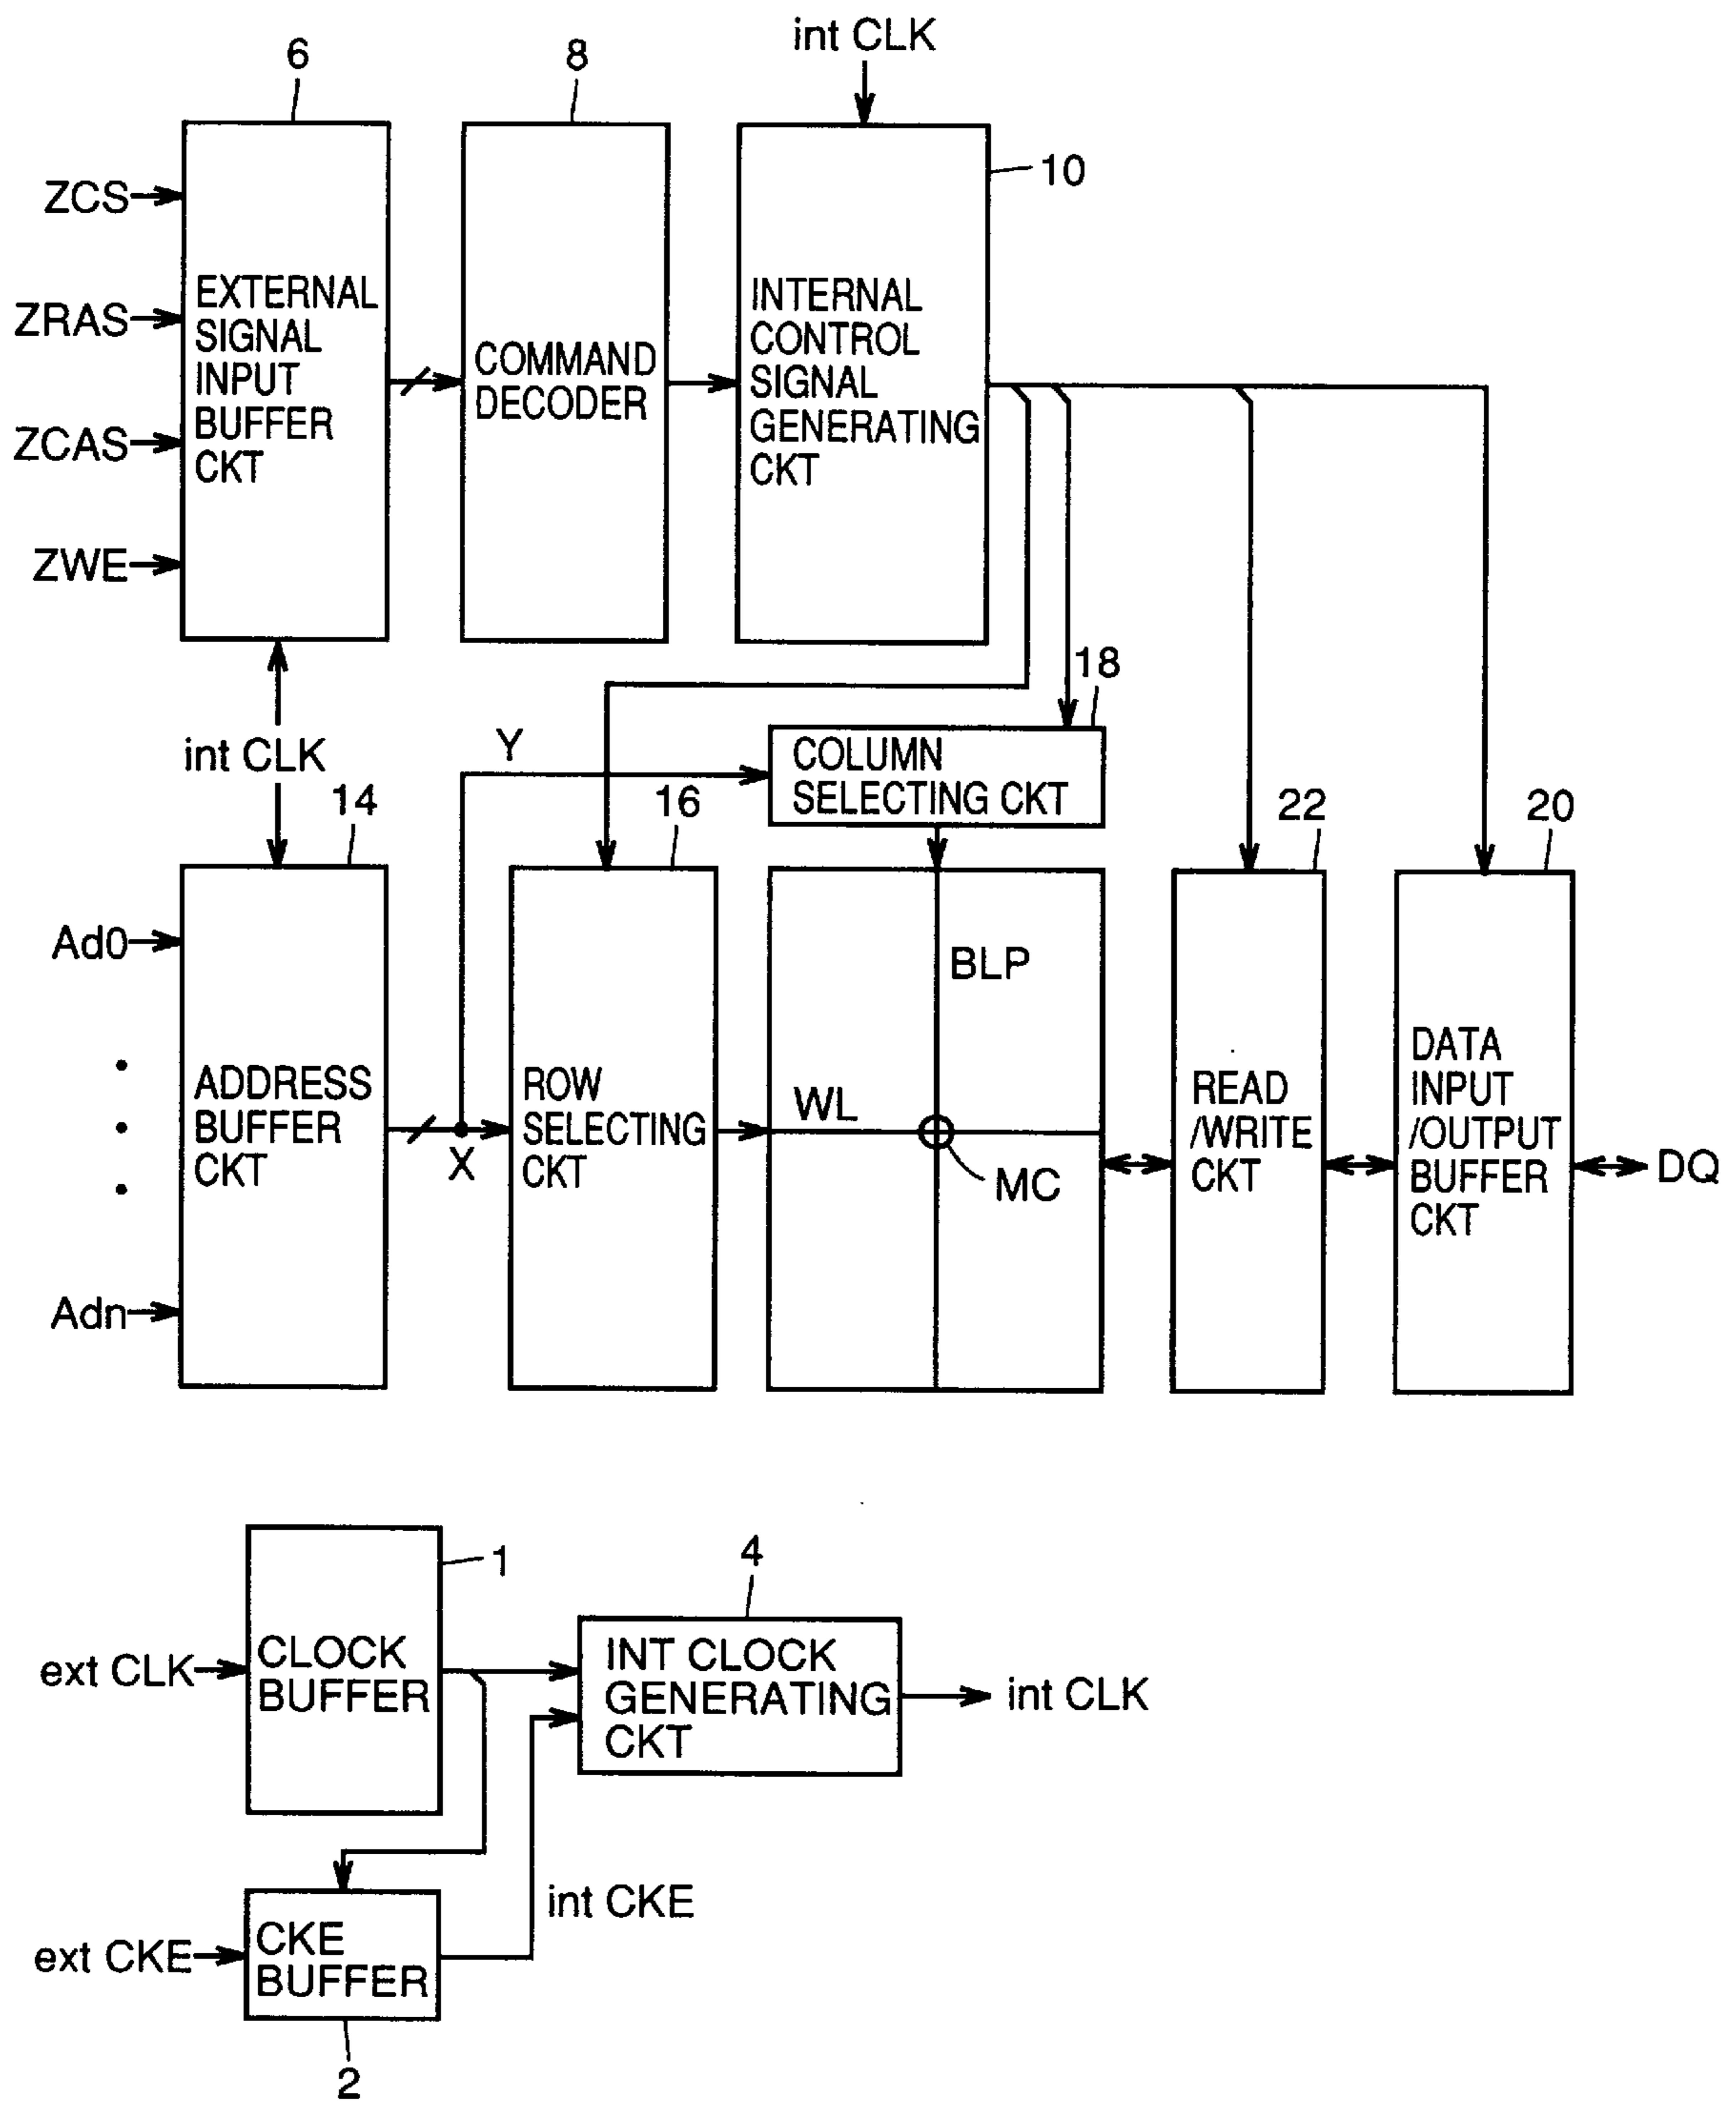 int CLK
6
8
10
ZCS
ZRAS
ZCAS
ZWE
EXTERNAL
SIGNAL
INPUT
BUFFER
CKT
COMMAND
DECODER
INTERNAL
CONTROL
SIGNAL
GENERATING
CKT
int CLK
Y
18
COLUMN
SELECTING CKT
14
16
22
20
Ad0
Adn
ADDRESS
BUFFER
CKT
X
ROW
SELECTING
CKT
BLP
WL
MC
READ
/WRITE
CKT
DATA
INPUT
/OUTPUT
BUFFER
CKT
DQ
1
4
ext CLK
CLOCK
BUFFER
INT CLOCK
GENERATING
CKT
int CLK
int CKE
ext CKE
CKE
BUFFER
2